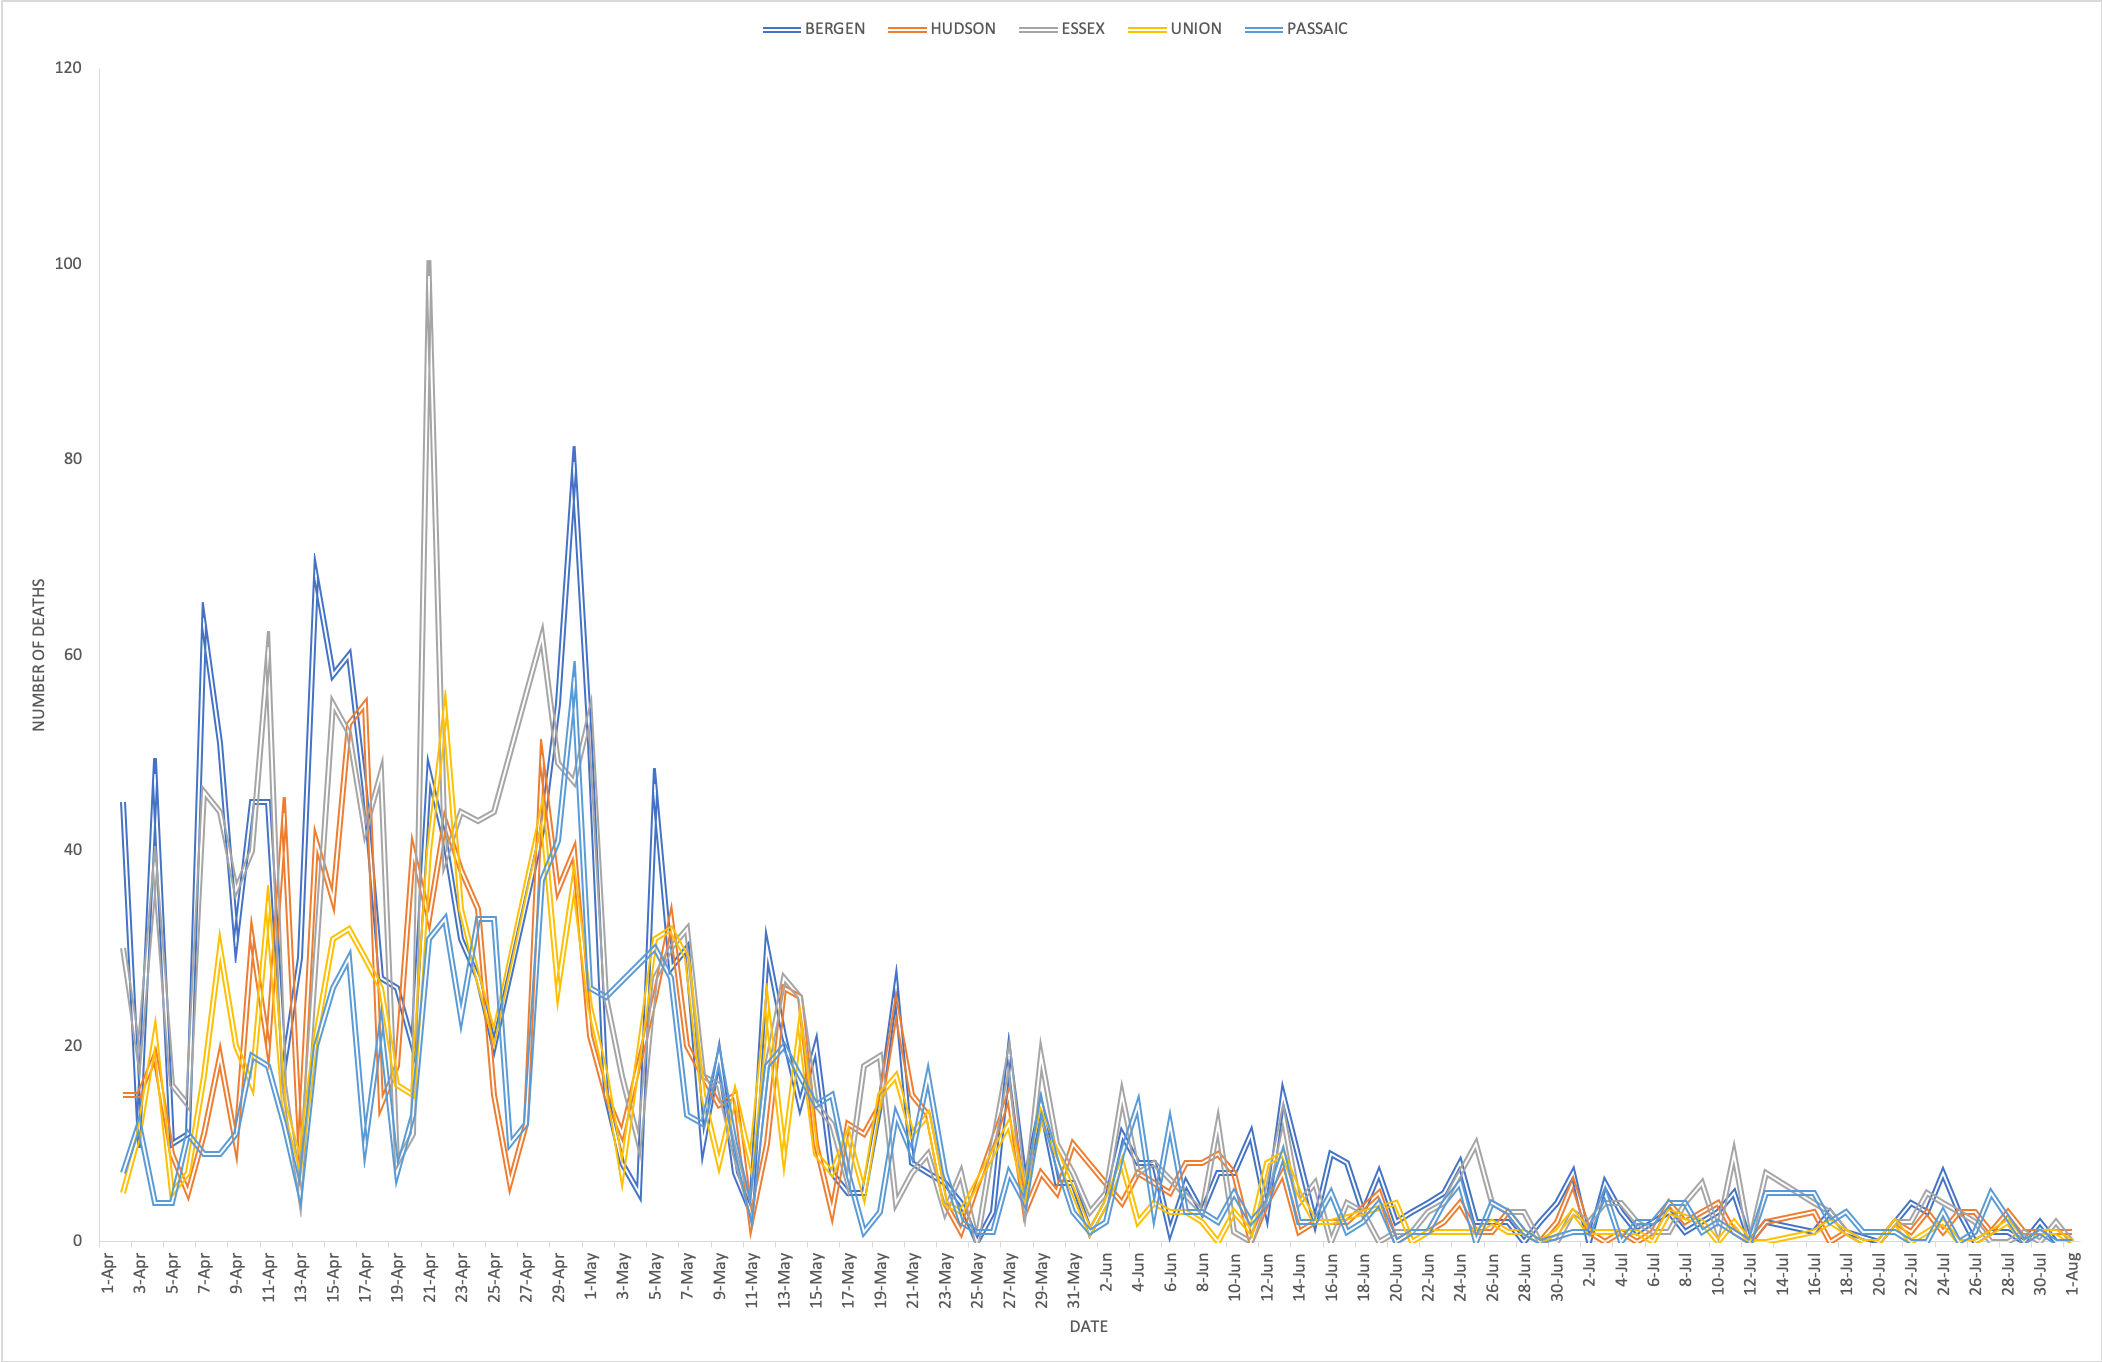 BERGEN HUDSON ESSEX UNION PASSAIC
120
100
80
60
40
20
0
NUMBER OF DEATHS
1-Apr 3-Apr 5-Apr 7-Apr 9-Apr 11-Apr 13-Apr 15-Apr 17-Apr 19-Apr 21-Apr 23-Apr 25-Apr 27-Apr 29-Apr 1-May 3-May 5-May 7-May 9-May 11-May 13-May 15-May 17-May 19-May 21-May 23-May 25-May 27-May 29-May 31-May 2-Jun 4-Jun 6-Jun 8-Jun 10-Jun 12-Jun 14-Jun 16-Jun 18-Jun 20-Jun 22-Jun 24-Jun 26-Jun 28-Jun 30-Jun 2-Jul 4-Jul 6-Jul 8-Jul 10-Jul 12-Jul 14-Jul 16-Jul 18-Jul 20-Jul 22-Jul 24-Jul 26-Jul 28-Jul 30-Jul 1-Aug
DATE